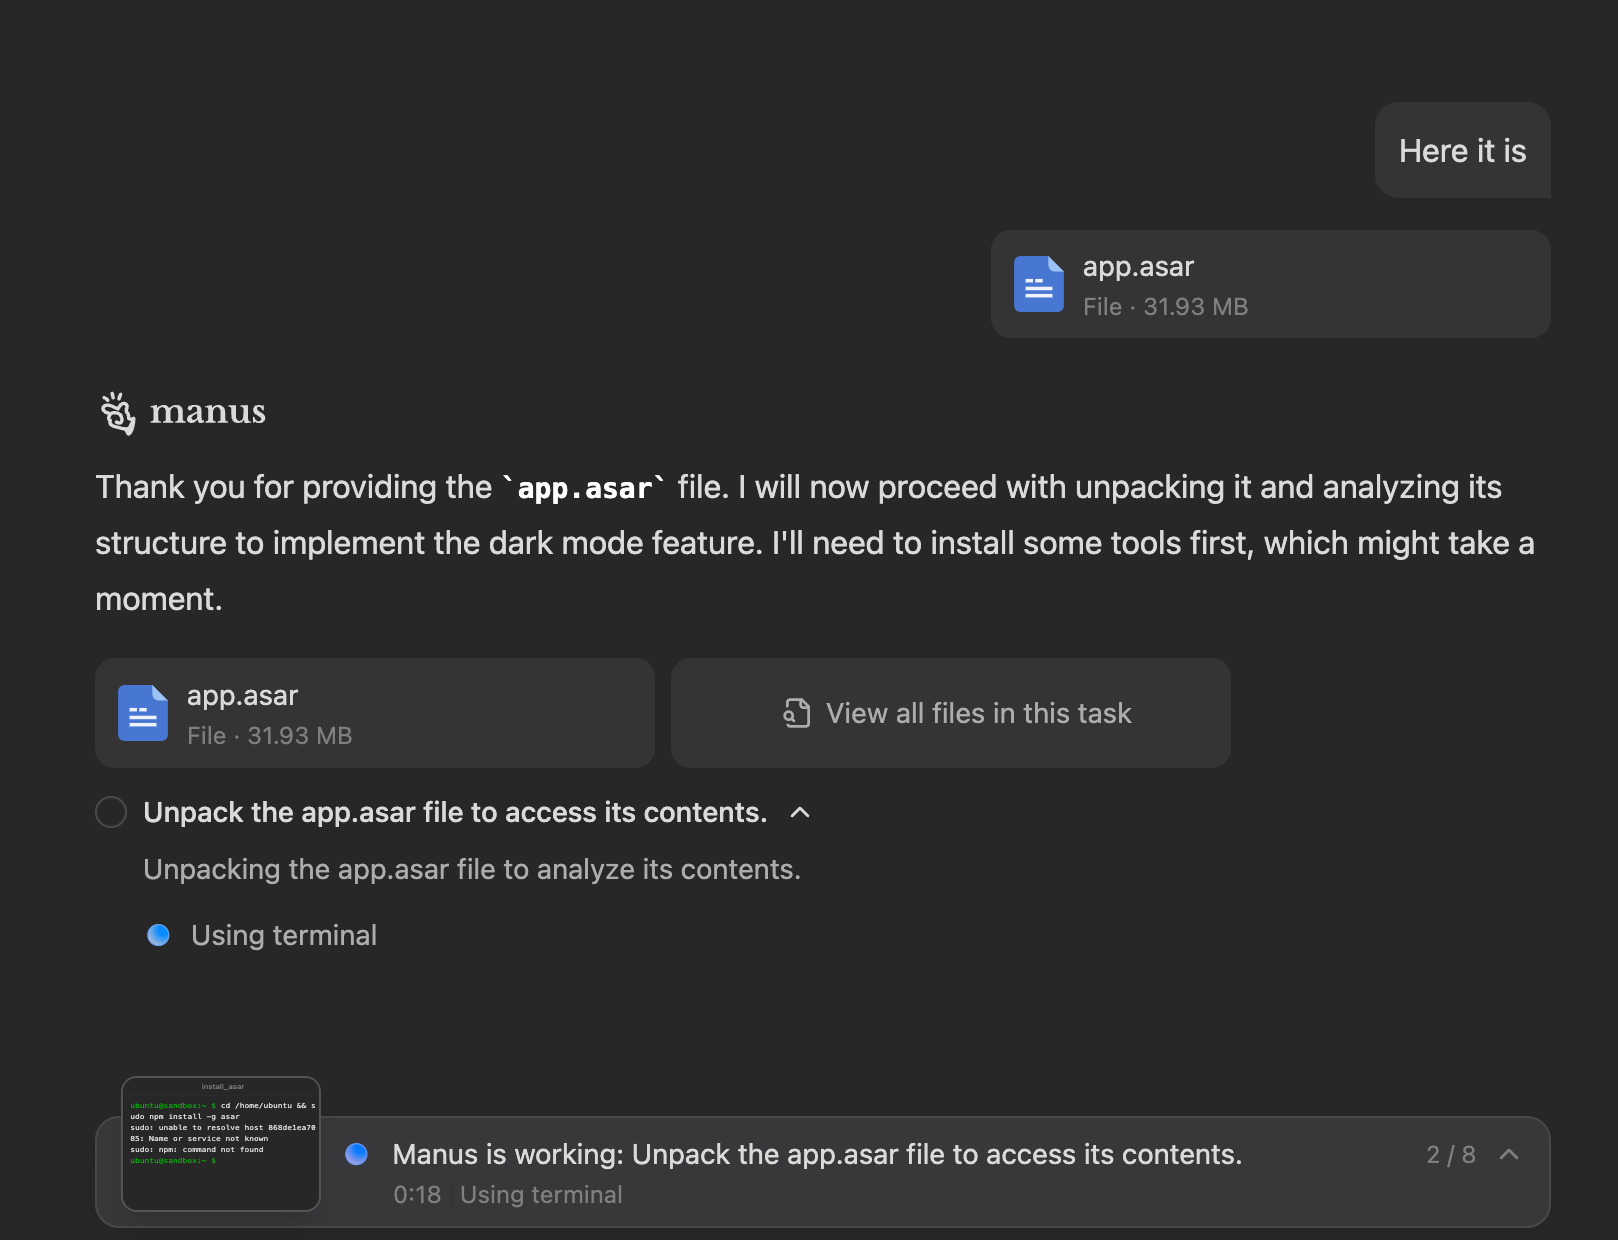 Here it is
app.asar
File · 31.93 MB
manus
Thank you for providing the `app.asar` file. I will now proceed with unpacking it and analyzing its
structure to implement the dark mode feature. I'll need to install some tools first, which might take a
moment.
app.asar
File · 31.93 MB
View all files in this task
Unpack the app.asar file to access its contents.
Unpacking the app.asar file to analyze its contents.
Using terminal
install_asar
ubuntu@sandbox:~ $ cd /home/ubuntu && s
udo npm install -g asar
sudo: unable to resolve host 868de1ea70
85: Name or service not known
sudo: npm: command not found
ubuntu@sandbox:~ $
Manus is working: Unpack the app.asar file to access its contents.
2 / 8
0:18 Using terminal